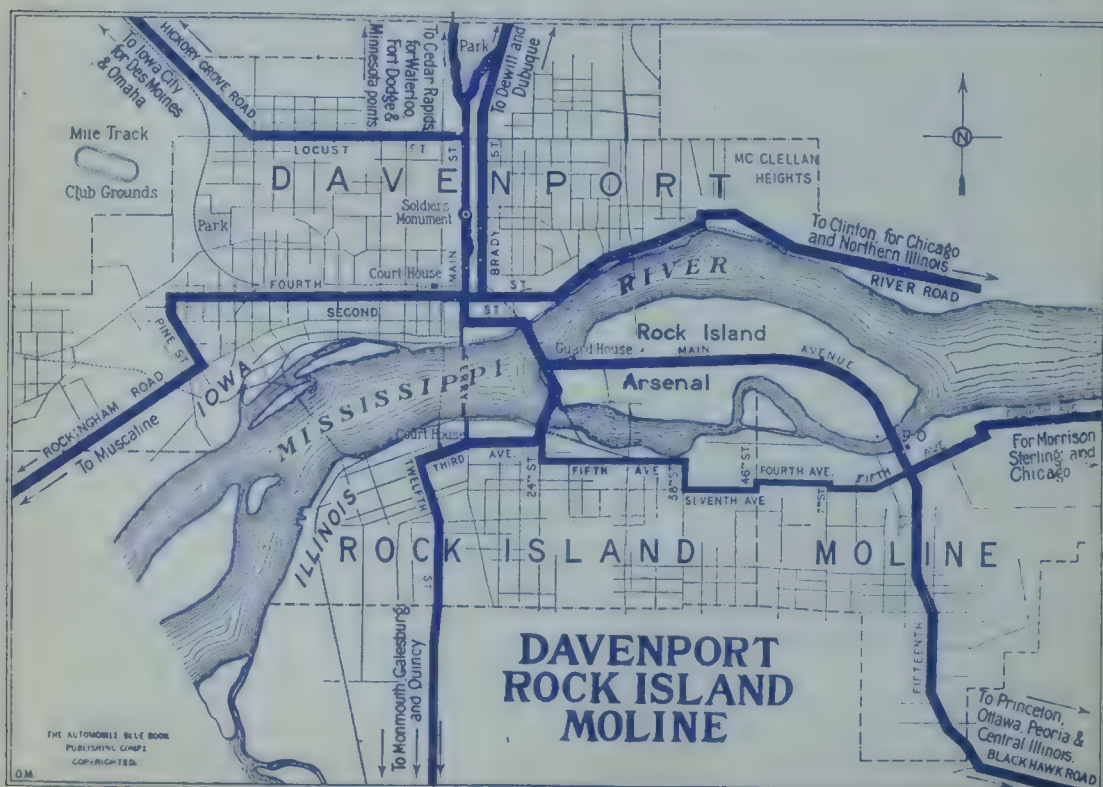 HICKORY GROVE ROAD
To Iowa City
for Des Moines
& Omaha
To Cedar Rapids,
for Waterloo,
Fort Dodge &
Minnesota points
Park
To Dewitt and
Dubuque
N
Mile Track
Club Grounds
LOCUST ST
MC CLELLAN
HEIGHTS
DAVENPORT
Soldiers
Monument
Park
MAIN ST
BRADY ST
Court House
To Clinton, for Chicago
and Northern Illinois
RIVER ROAD
FOURTH ST
SECOND ST
PINE ST
MISSISSIPPI RIVER
FERRY
IOWA
Rock Island
Arsenal
Guard House
MAIN AVENUE
ROCKINGHAM ROAD
To Muscatine
Court House
THIRD AVE.
TWELFTH ST
24TH ST
FIFTH AVE
38TH ST
46TH ST
FOURTH AVE.
SEVENTH AVE
FIFTH AVE
P O
For Morrison
Sterling and
Chicago
ILLINOIS
ROCK ISLAND
MOLINE
FIFTEENTH
To Monmouth, Galesburg
and Quincy
DAVENPORT
ROCK ISLAND
MOLINE
To Princeton,
Ottawa, Peoria &
Central Illinois.
BLACK HAWK ROAD
THE AUTOMOBILE BLUE BOOK
PUBLISHING COMPY.
COPYRIGHTED.
O.M.